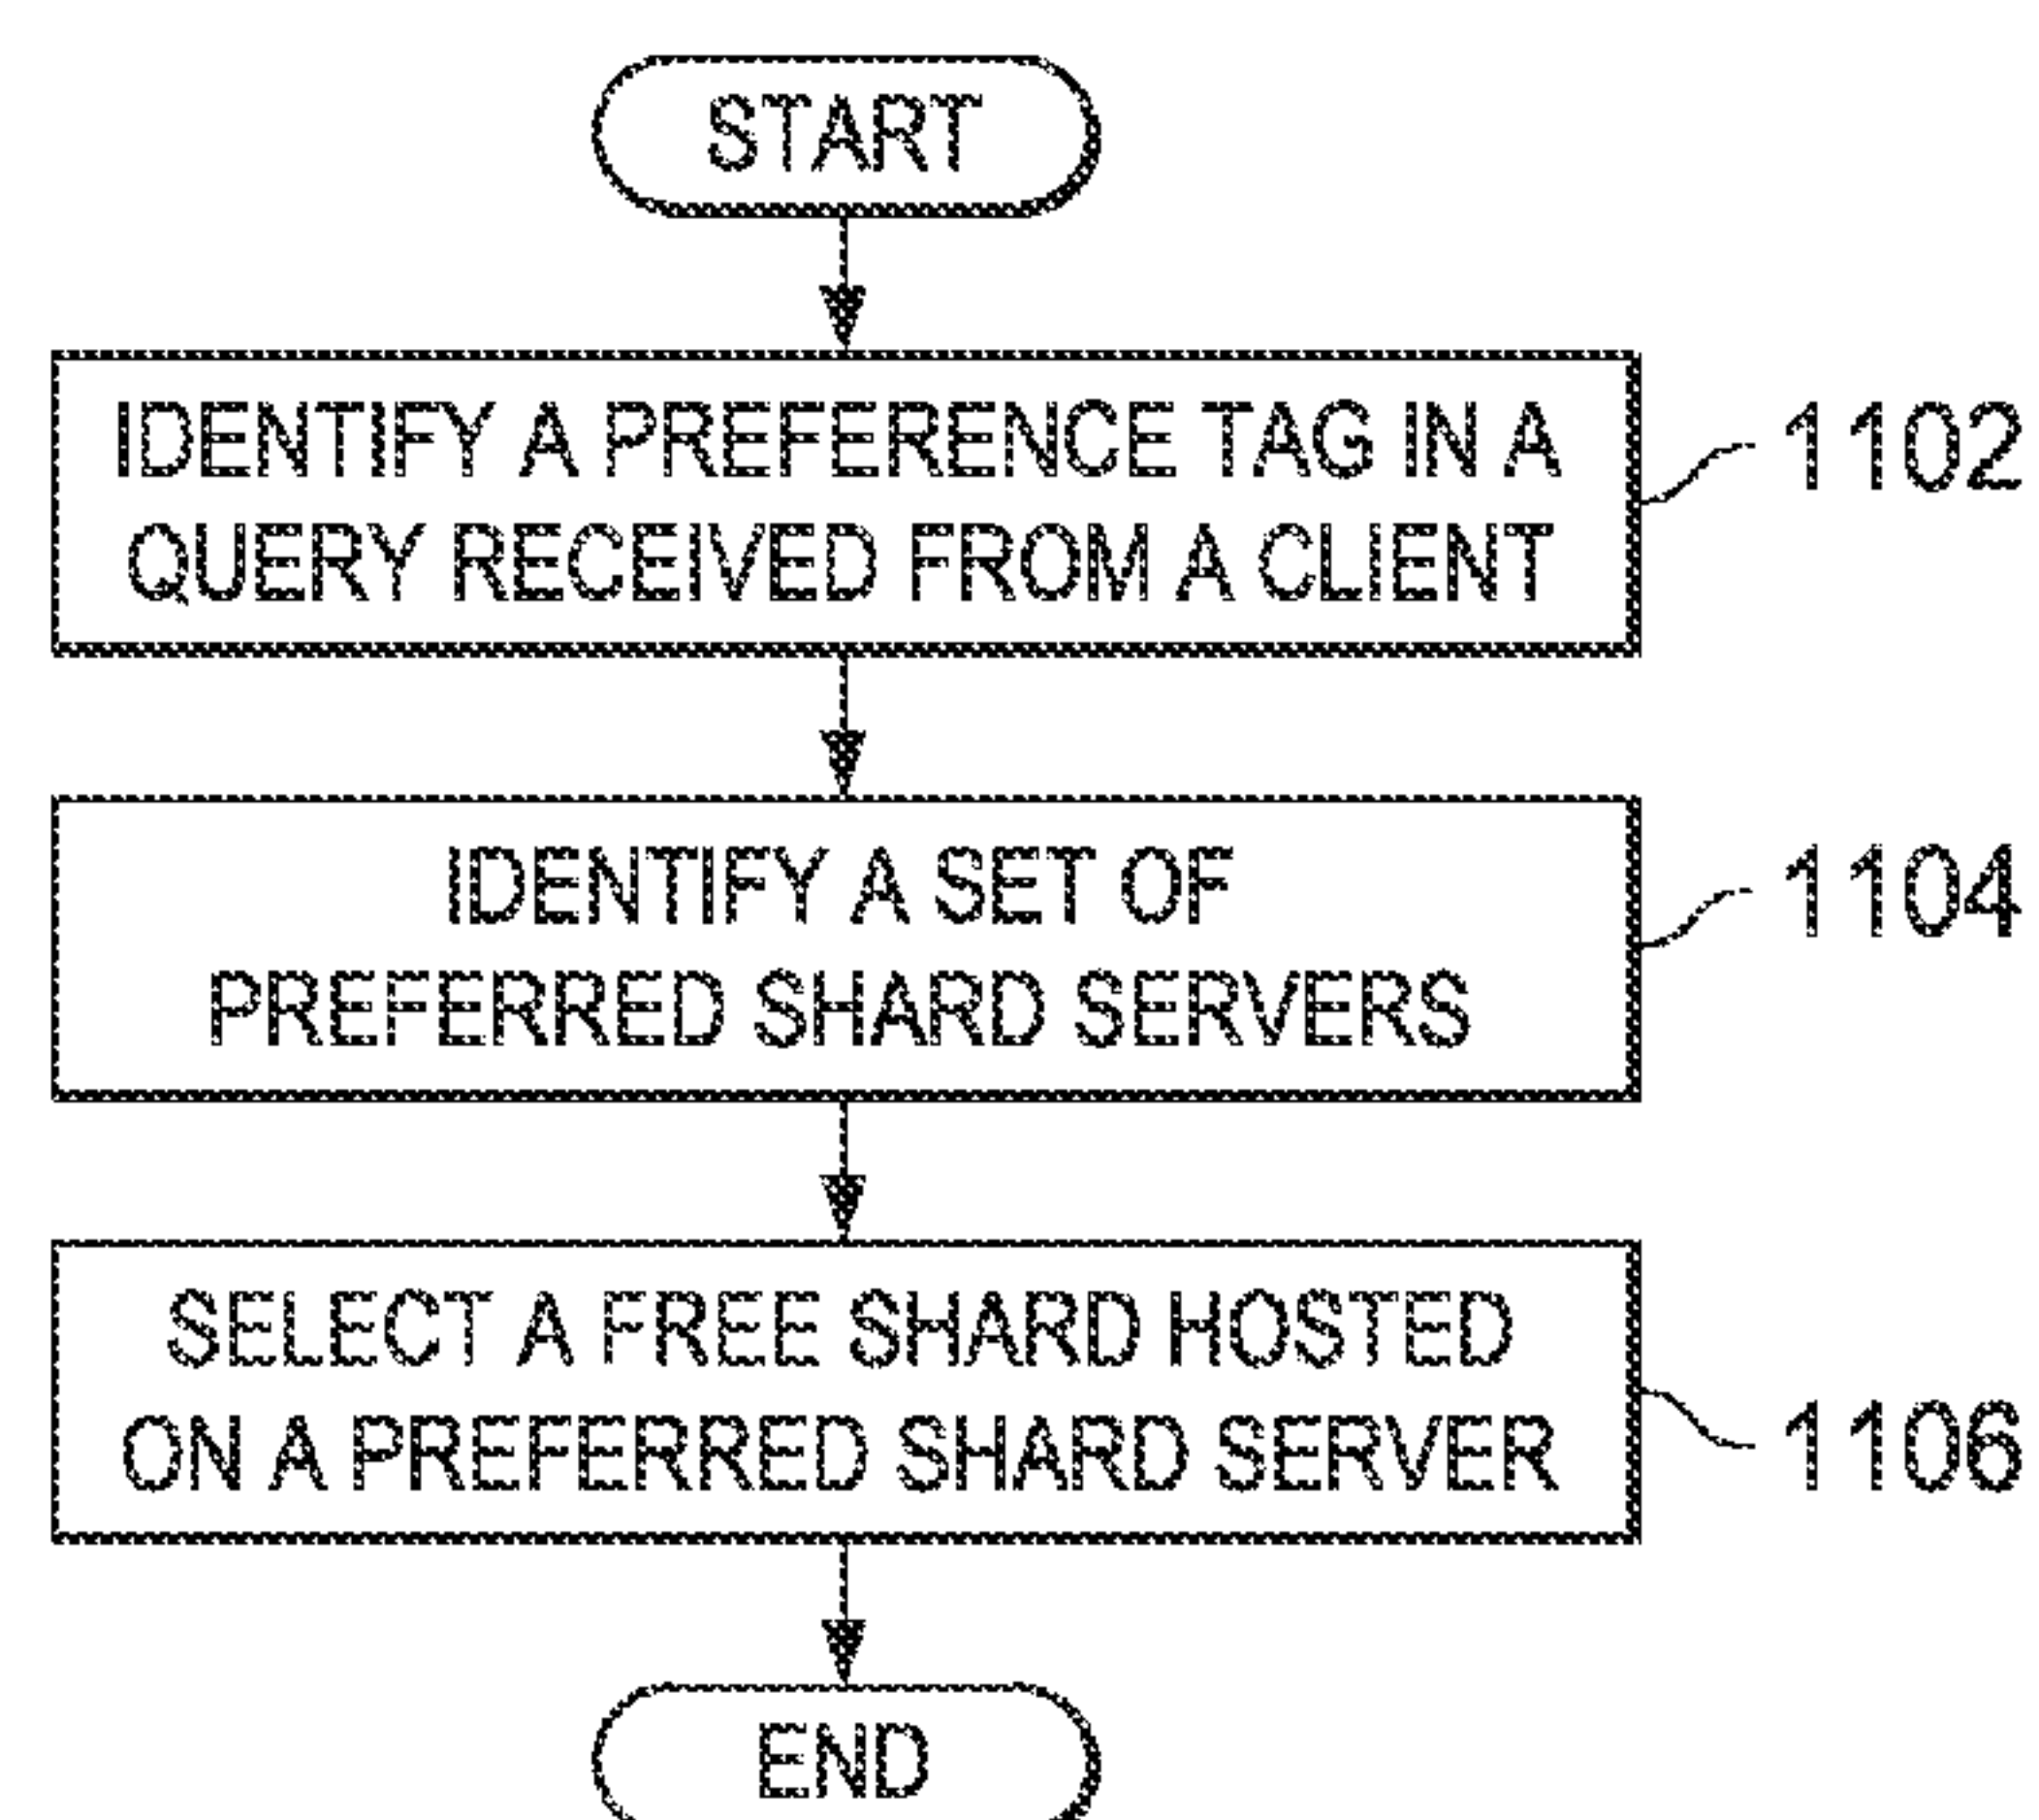 START
IDENTIFY A PREFERENCE TAG IN A
QUERY RECEIVED FROM A CLIENT
1102
IDENTIFY A SET OF
PREFERRED SHARD SERVERS
1104
SELECT A FREE SHARD HOSTED
ON A PREFERRED SHARD SERVER
1106
END